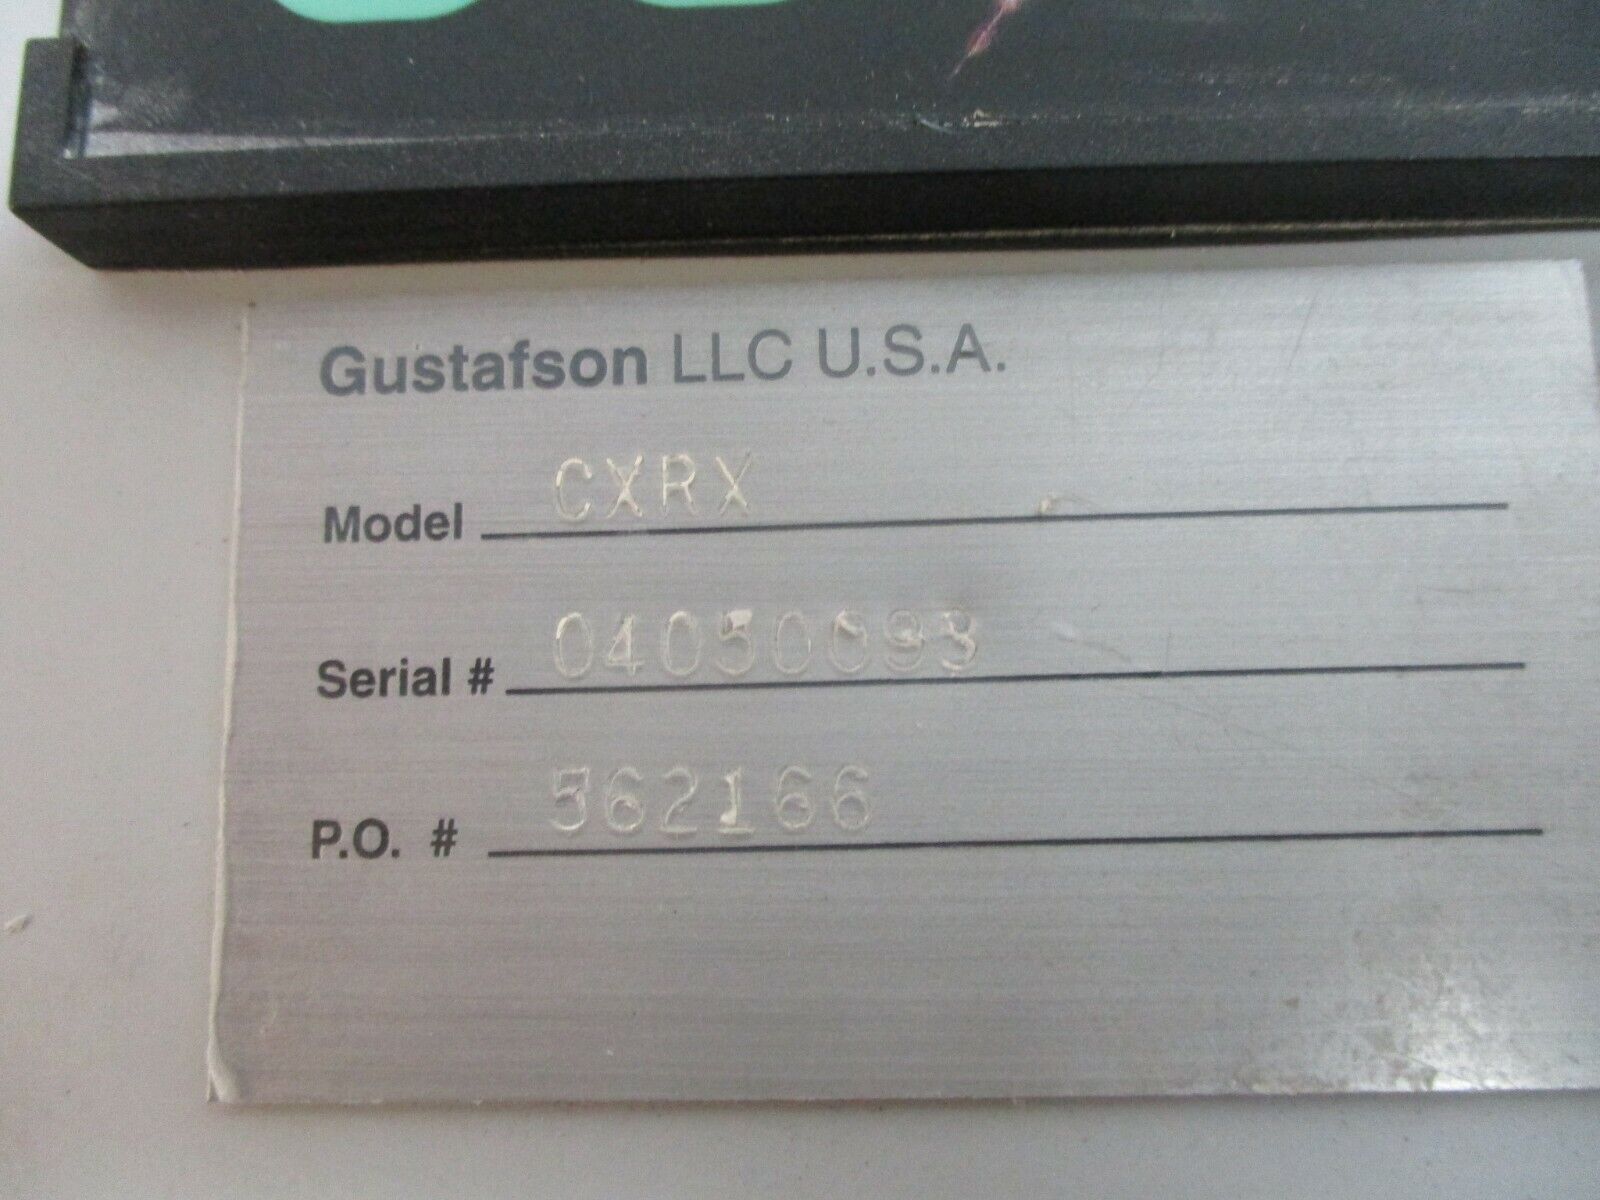 Gustafson LLC U.S.A.
Model CXRX
Serial # 04050093
P.O. # 562166